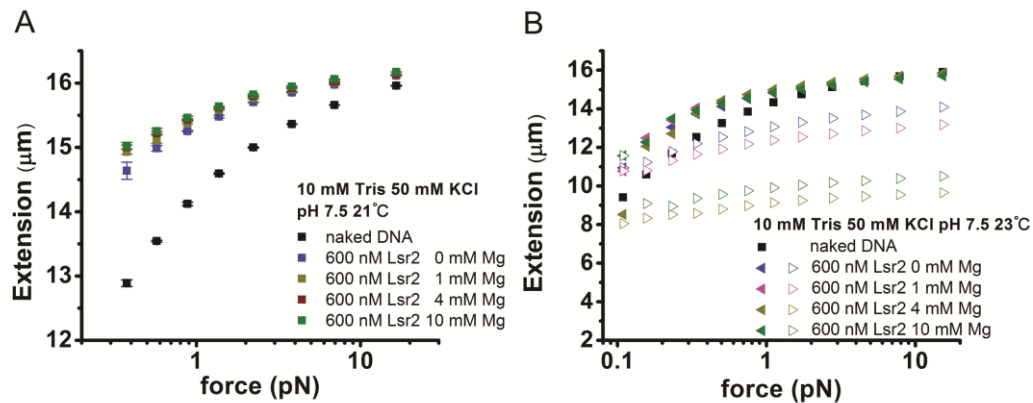 A
Extension (μm)
16
15
14
13
12
10 mM Tris 50 mM KCl
pH 7.5 21°C
naked DNA
600 nM Lsr2 0 mM Mg
600 nM Lsr2 1 mM Mg
600 nM Lsr2 4 mM Mg
600 nM Lsr2 10 mM Mg
1 10
force (pN)
B
Extension (μm)
16
14
12
10
8
6
4
2
10 mM Tris 50 mM KCl pH 7.5 23°C
naked DNA
600 nM Lsr2 0 mM Mg
600 nM Lsr2 1 mM Mg
600 nM Lsr2 4 mM Mg
600 nM Lsr2 10 mM Mg
0.1 1 10
force (pN)